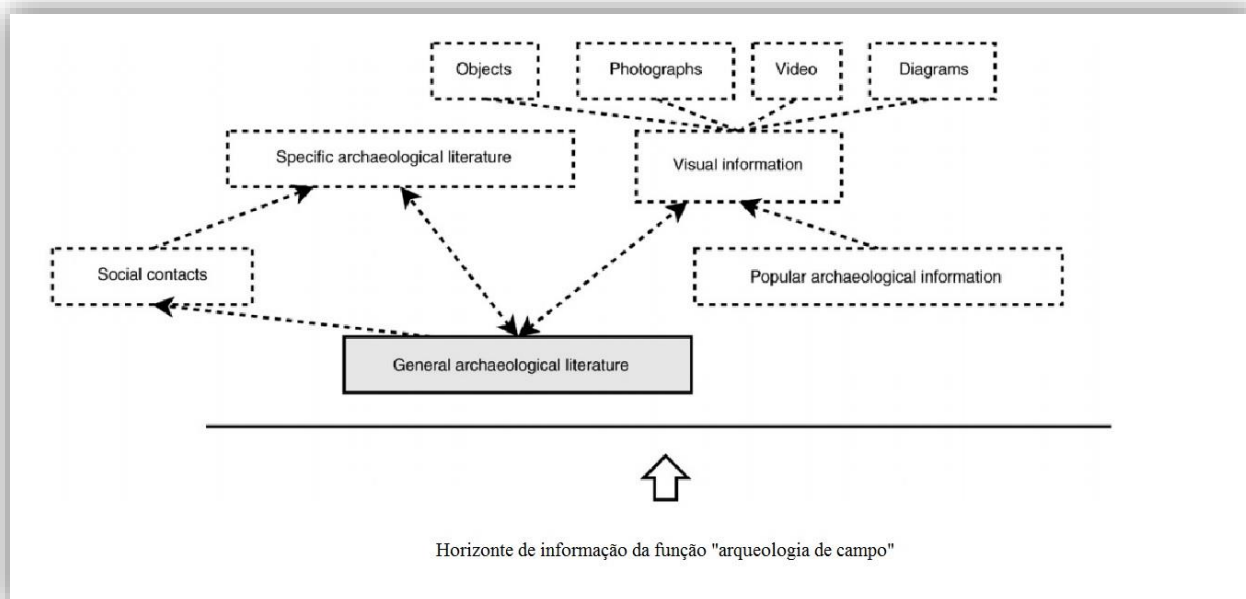 Objects
Photographs
Video
Diagrams
Specific archaeological literature
Visual information
Social contacts
Popular archaeological information
General archaeological literature
Horizonte de informação da função "arqueologia de campo"